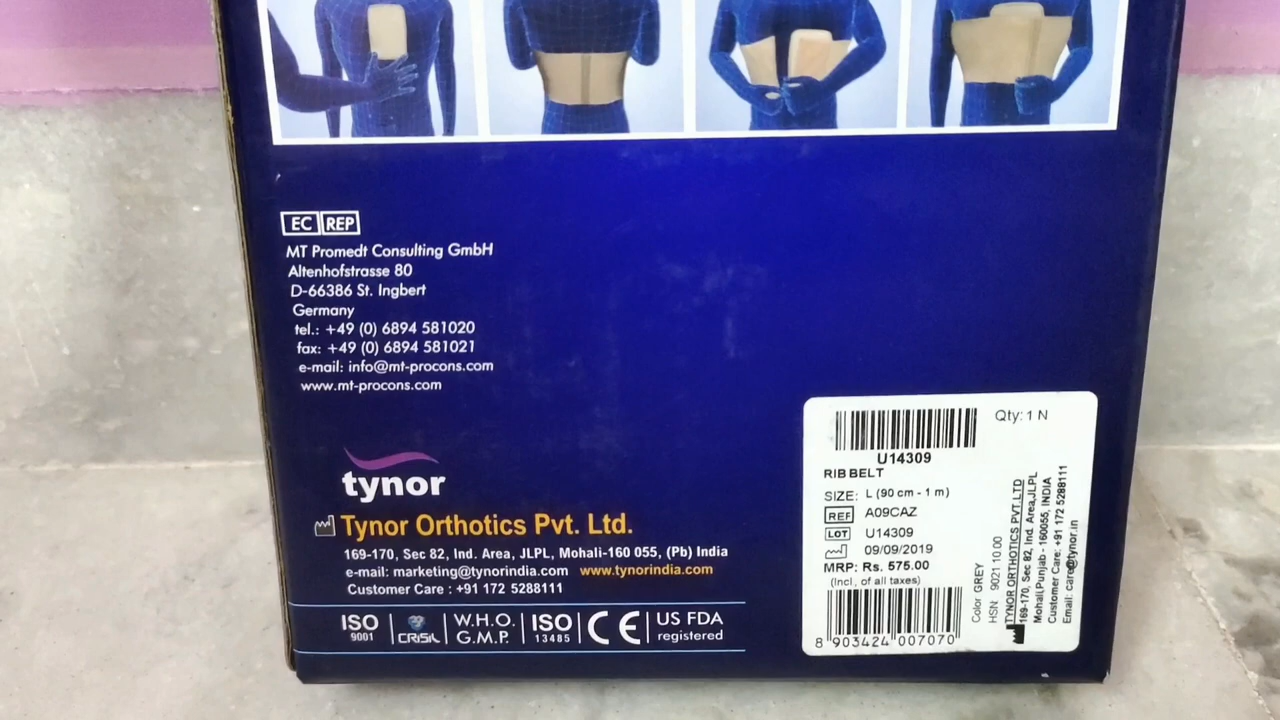 EC REP
MT Promedt Consulting GmbH
Altenhofstrasse 80
D-66386 St. Ingbert
Germany
tel.: +49 (0) 6894 581020
fax: +49 (0) 6894 581021
e-mail: info@mt-procons.com
www.mt-procons.com
tynor
Tynor Orthotics Pvt. Ltd.
169-170, Sec 82, Ind. Area, JLPL, Mohali-160 055, (Pb) India
e-mail: marketing@tynorindia.com www.tynorindia.com
Customer Care : +91 172 5288111
ISO 9001
CRISIL
W.H.O.
G.M.P.
ISO 13485
CE
US FDA
registered
Qty: 1 N
U14309
RIB BELT
SIZE: L (90 cm - 1 m)
REF A09CAZ
LOT U14309
09/09/2019
MRP: Rs. 575.00
(Incl, of all taxes)
8 903424 007070
Color GREY
HSN 9021 10 00
TYNOR ORTHOTICS PVT.LTD
169-170, Sec 82, Ind. Area,JLPL
Mohali,Punjab - 160055, INDIA
Customer Care: +91 172 5288111
Email: care@tynor.in